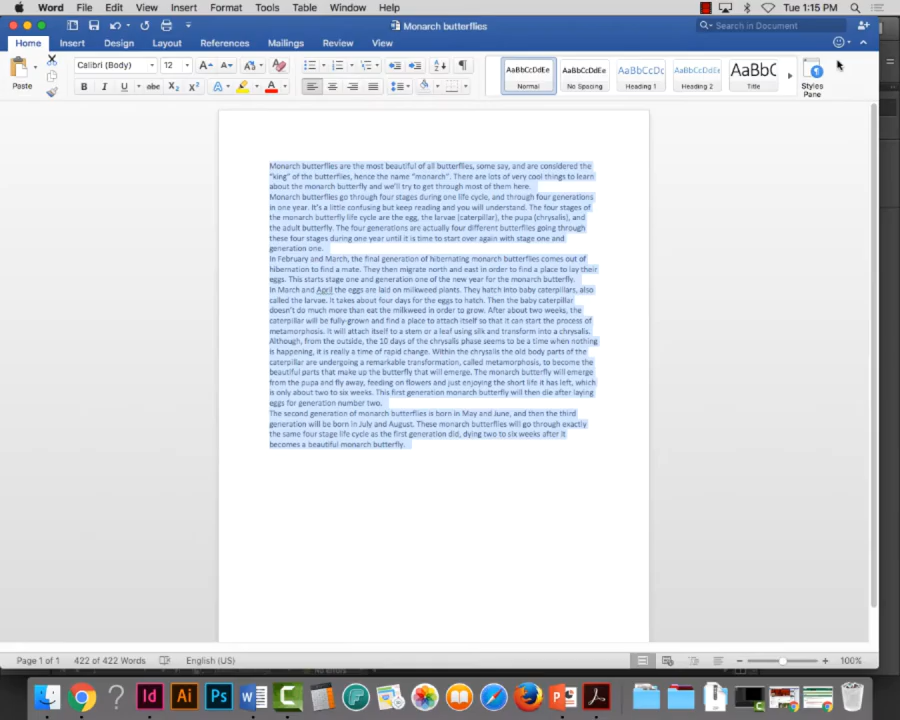 Word File Edit View Insert Format Tools Table Window Help Tue 1:15 PM
Monarch butterflies Search in Document
Home Insert Design Layout References Mailings Review View
Paste Calibri (Body) 12 A A Aa
B I U abc X₂ X² A A
AaBbCcDdEe AaBbCcDdEe AaBbCcDc AaBbCcDdEe AaBbC
Normal No Spacing Heading 1 Heading 2 Title Styles Pane
Monarch butterflies are the most beautiful of all butterflies, some say, and are considered the
"king" of the butterflies, hence the name "monarch". There are lots of very cool things to learn
about the monarch butterfly and we'll try to get through most of them here.
Monarch butterflies go through four stages during one life cycle, and through four generations
in one year. It's a little confusing but keep reading and you will understand. The four stages of
the monarch butterfly life cycle are the egg, the larvae (caterpillar), the pupa (chrysalis), and
the adult butterfly. The four generations are actually four different butterflies going through
these four stages during one year until it is time to start over again with stage one and
generation one.
In February and March, the final generation of hibernating monarch butterflies comes out of
hibernation to find a mate. They then migrate north and east in order to find a place to lay their
eggs. This starts stage one and generation one of the new year for the monarch butterfly.
In March and April the eggs are laid on milkweed plants. They hatch into baby caterpillars, also
called the larvae. It takes about four days for the eggs to hatch. Then the baby caterpillar
doesn't do much more than eat the milkweed in order to grow. After about two weeks, the
caterpillar will be fully-grown and find a place to attach itself so that it can start the process of
metamorphosis. It will attach itself to a stem or a leaf using silk and transform into a chrysalis.
Although, from the outside, the 10 days of the chrysalis phase seems to be a time when nothing
is happening, it is really a time of rapid change. Within the chrysalis the old body parts of the
caterpillar are undergoing a remarkable transformation, called metamorphosis, to become the
beautiful parts that make up the butterfly that will emerge. The monarch butterfly will emerge
from the pupa and fly away, feeding on flowers and just enjoying the short life it has left, which
is only about two to six weeks. This first generation monarch butterfly will then die after laying
eggs for generation number two.
The second generation of monarch butterflies is born in May and June, and then the third
generation will be born in July and August. These monarch butterflies will go through exactly
the same four stage life cycle as the first generation did, dying two to six weeks after it
becomes a beautiful monarch butterfly.
Page 1 of 1 422 of 422 Words English (US) 100%
Id Ai Ps